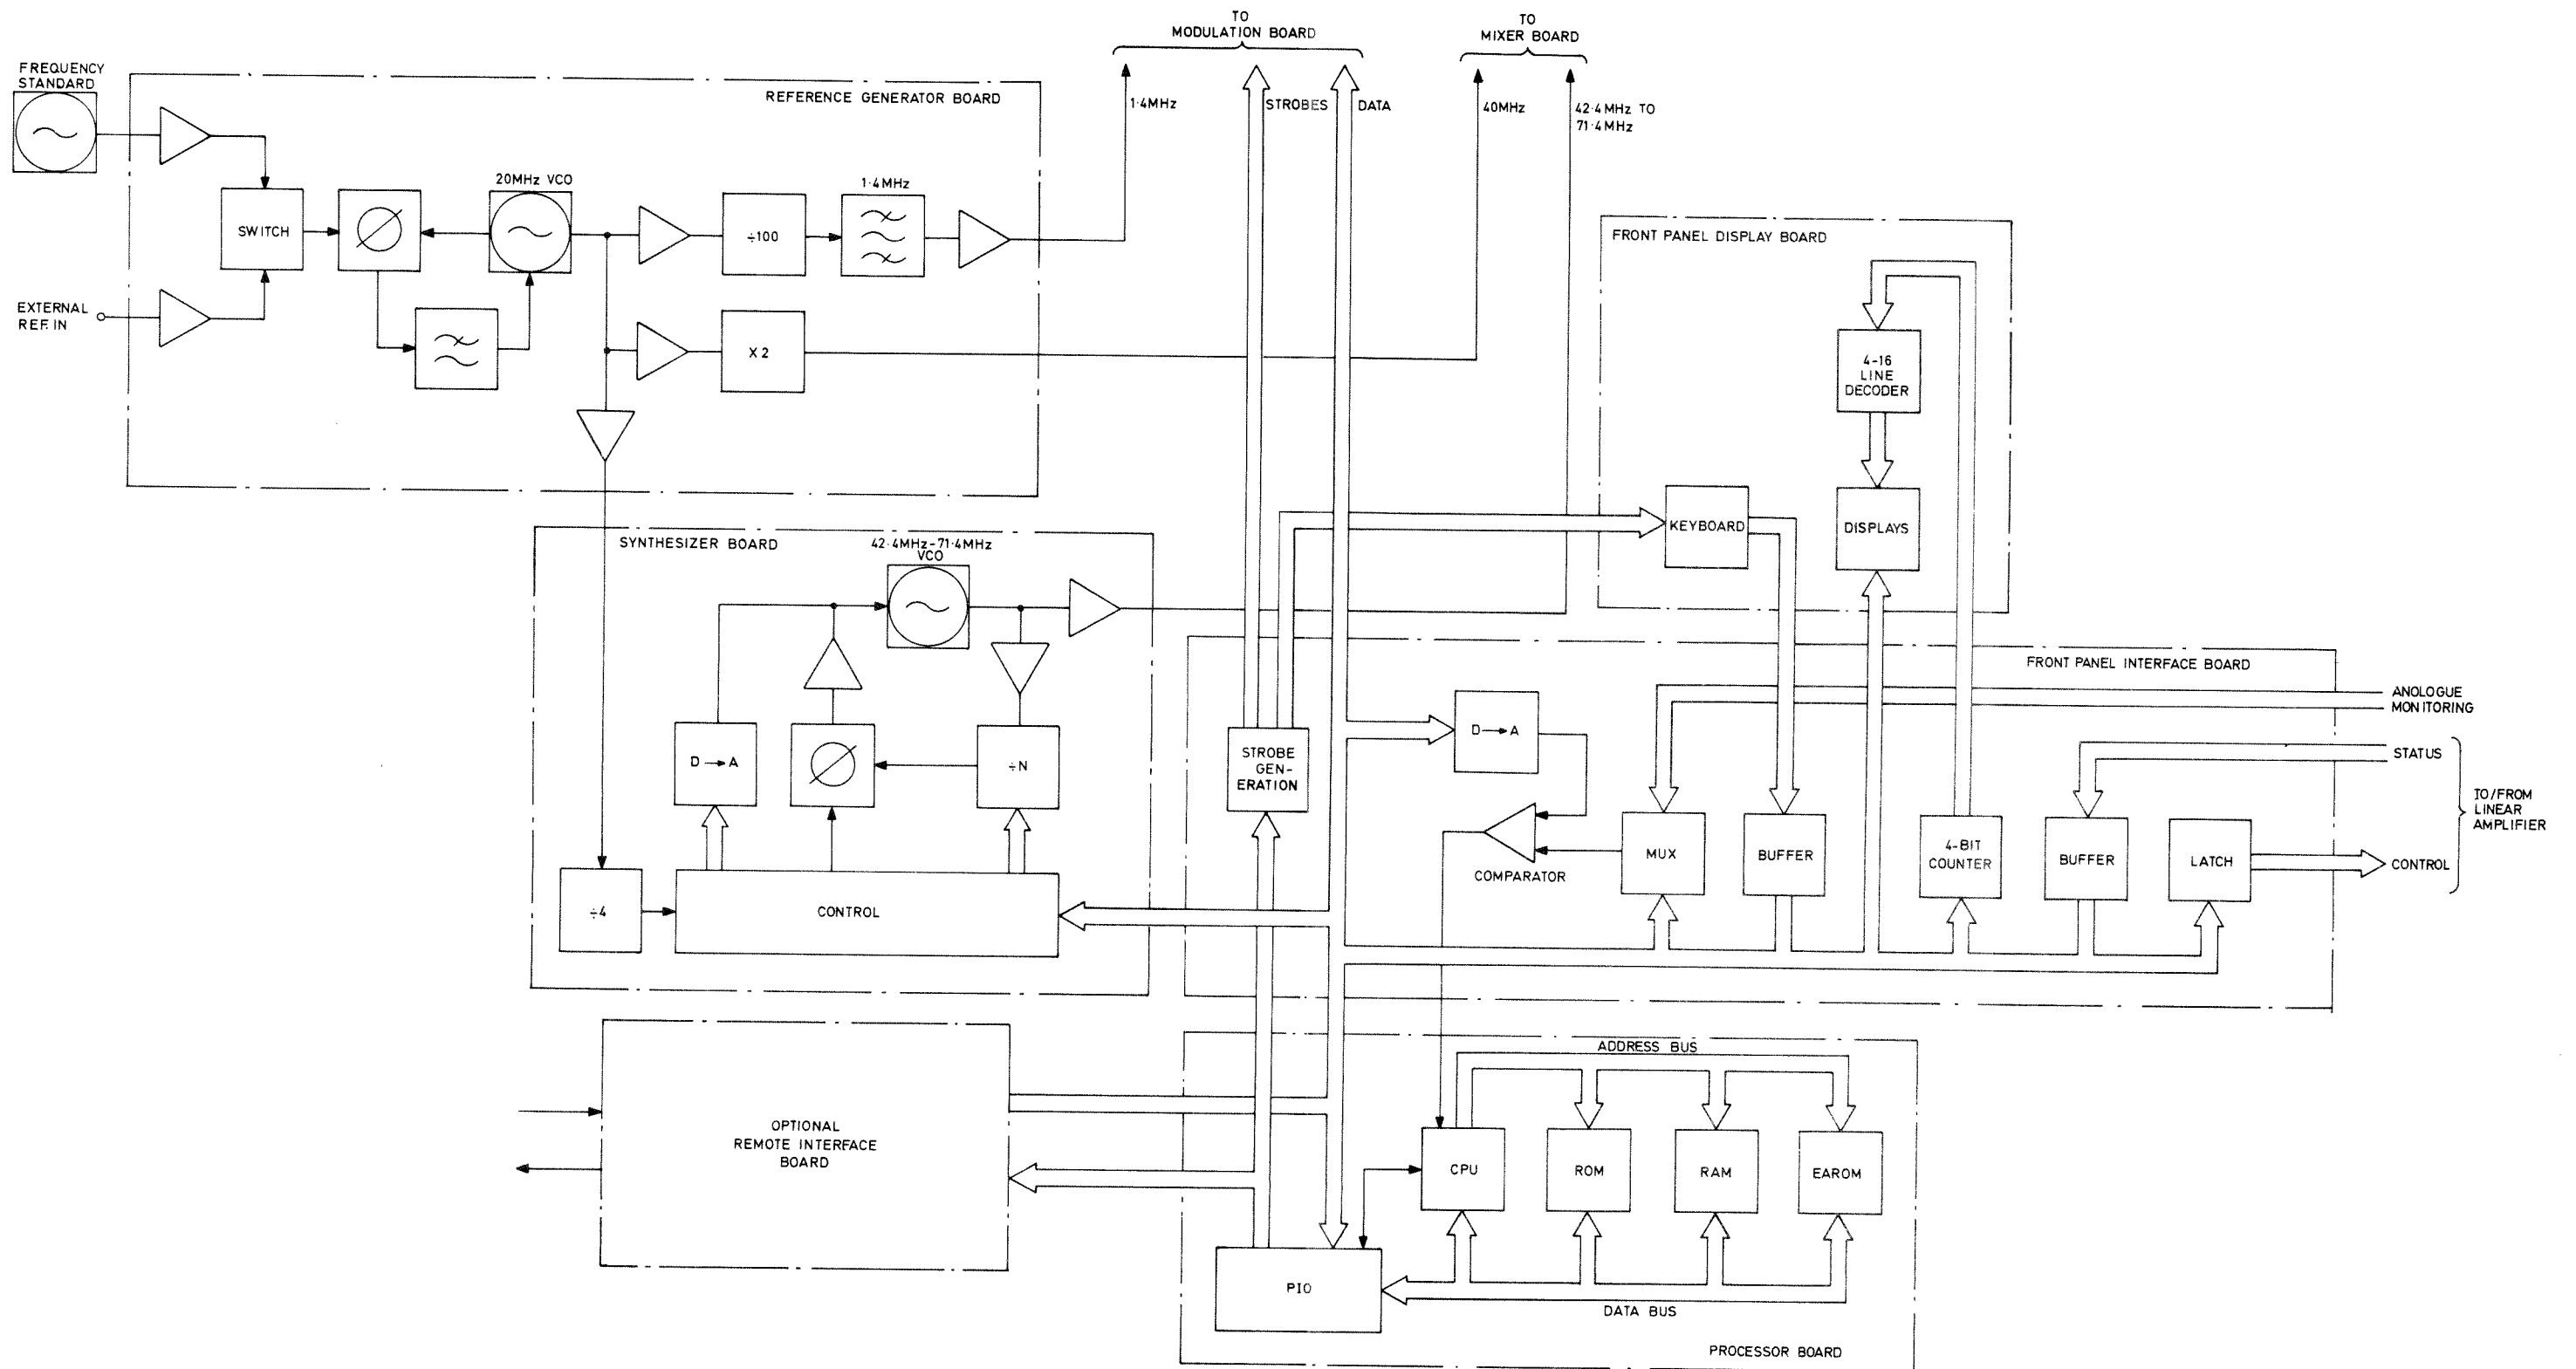 TO
MODULATION BOARD
TO
MIXER BOARD
FREQUENCY
STANDARD
REFERENCE GENERATOR BOARD
1·4MHz
STROBES
DATA
40MHz
42·4MHz TO
71·4MHz
20MHz VCO
1·4MHz
SWITCH
÷100
EXTERNAL
REF. IN
X 2
FRONT PANEL DISPLAY BOARD
4-16
LINE
DECODER
KEYBOARD
DISPLAYS
SYNTHESIZER BOARD
42·4MHz-71·4MHz
VCO
FRONT PANEL INTERFACE BOARD
ANOLOGUE
MONITORING
D→A
÷N
STROBE
GEN-
ERATION
D→A
STATUS
TO/FROM
LINEAR
AMPLIFIER
COMPARATOR
MUX
BUFFER
4-BIT
COUNTER
BUFFER
LATCH
CONTROL
÷4
CONTROL
ADDRESS BUS
OPTIONAL
REMOTE INTERFACE
BOARD
CPU
ROM
RAM
EAROM
PIO
DATA BUS
PROCESSOR BOARD